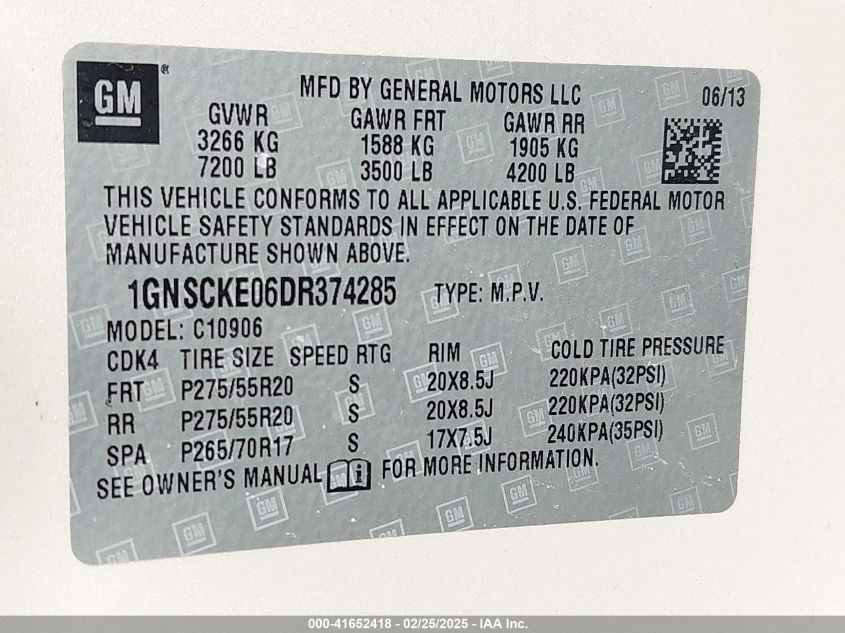 GM ® MFD BY GENERAL MOTORS LLC 06/13
GVWR GAWR FRT GAWR RR
3266 KG 1588 KG 1905 KG
7200 LB 3500 LB 4200 LB
THIS VEHICLE CONFORMS TO ALL APPLICABLE U.S. FEDERAL MOTOR
VEHICLE SAFETY STANDARDS IN EFFECT ON THE DATE OF
MANUFACTURE SHOWN ABOVE.
1GNSCKE06DR374285 TYPE: M.P.V.
MODEL: C10906
CDK4 TIRE SIZE SPEED RTG RIM COLD TIRE PRESSURE
FRT P275/55R20 S 20X8.5J 220KPA(32PSI)
RR P275/55R20 S 20X8.5J 220KPA(32PSI)
SPA P265/70R17 S 17X7.5J 240KPA(35PSI)
SEE OWNER'S MANUAL FOR MORE INFORMATION.
000-41652418 - 02/25/2025 - IAA Inc.